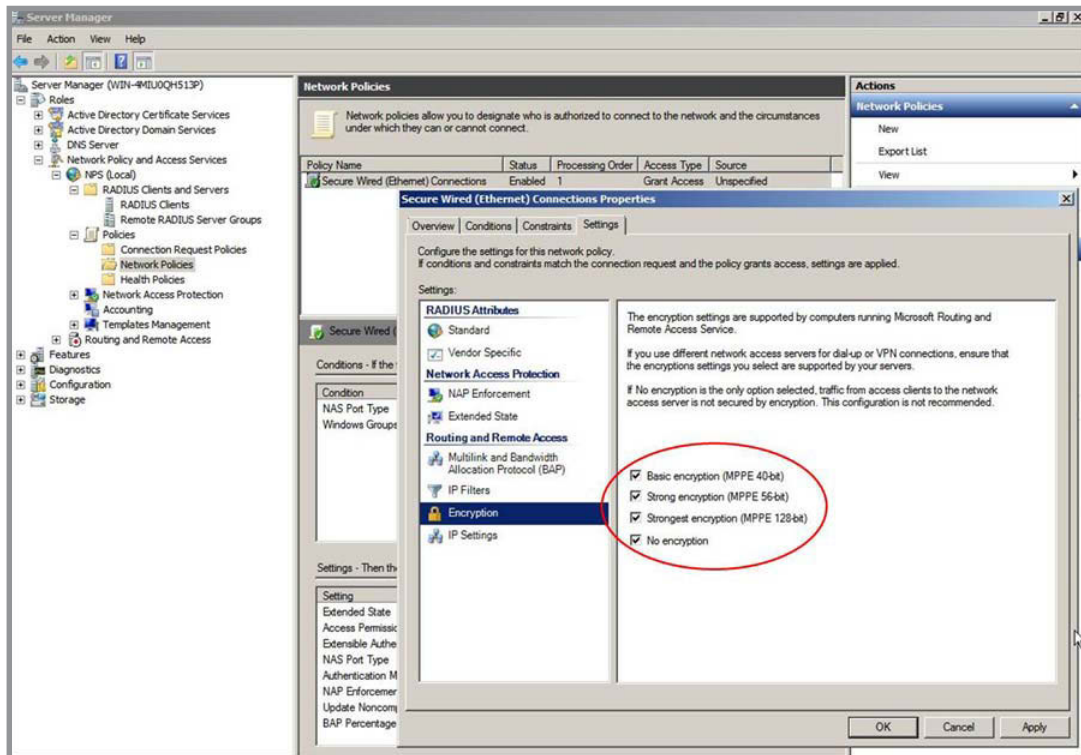 Server Manager
File Action View Help
Server Manager (WIN-4MIU0QH513P)
Roles
Active Directory Certificate Services
Active Directory Domain Services
DNS Server
Network Policy and Access Services
NPS (Local)
RADIUS Clients and Servers
RADIUS Clients
Remote RADIUS Server Groups
Policies
Connection Request Policies
Network Policies
Health Policies
Network Access Protection
Accounting
Templates Management
Routing and Remote Access
Features
Diagnostics
Configuration
Storage
Network Policies
Network policies allow you to designate who is authorized to connect to the network and the circumstances
under which they can or cannot connect.
Policy Name Status Processing Order Access Type Source
Secure Wired (Ethernet) Connections Enabled 1 Grant Access Unspecified
Secure Wired (
Conditions - If the
Condition
NAS Port Type
Windows Groups
Settings - Then th
Setting
Extended State
Access Permissio
Extensible Authe
NAS Port Type
Authentication M
NAP Enforcemen
Update Noncomp
BAP Percentage
Actions
Network Policies
New
Export List
View
Secure Wired (Ethernet) Connections Properties
Overview Conditions Constraints Settings
Configure the settings for this network policy.
If conditions and constraints match the connection request and the policy grants access, settings are applied.
Settings:
RADIUS Attributes
Standard
Vendor Specific
Network Access Protection
NAP Enforcement
Extended State
Routing and Remote Access
Multilink and Bandwidth
Allocation Protocol (BAP)
IP Filters
Encryption
IP Settings
The encryption settings are supported by computers running Microsoft Routing and
Remote Access Service.
If you use different network access servers for dial-up or VPN connections, ensure that
the encryptions settings you select are supported by your servers.
If No encryption is the only option selected, traffic from access clients to the network
access server is not secured by encryption. This configuration is not recommended.
Basic encryption (MPPE 40-bit)
Strong encryption (MPPE 56-bit)
Strongest encryption (MPPE 128-bit)
No encryption
OK Cancel Apply